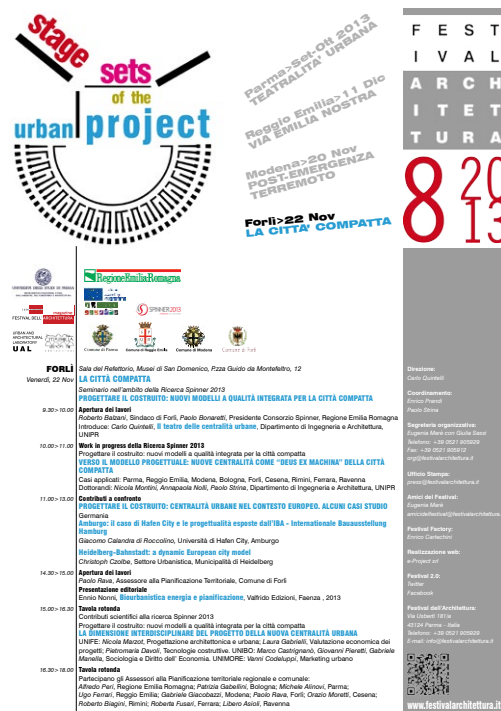 stage
sets
of the
urban project
Parma>Set-Ott 2013
TEATRALITA' URBANA
Reggio Emilia>11 Dic
VIA EMILIA NOSTRA
Modena>20 Nov
POST-EMERGENZA
TERREMOTO
Forlì>22 Nov
LA CITTA' COMPATTA
F E S T
I V A L
A R C H
I T E T
T U R A
8 2013
RegioneEmilia-Romagna
SPINNER2013
magazine
FESTIVAL DELL'ARCHITETTURA
URBAN AND
ARCHITECTURAL
LABORATORY
UAL
Comune di Parma
Comune di Reggio Emilia
Comune di Modena
Comune di Forlì
FORLÌ Sala del Refettorio, Musei di San Domenico, P.zza Guido da Montefeltro, 12
Venerdì, 22 Nov LA CITTÀ COMPATTA
Seminario nell'ambito della Ricerca Spinner 2013
PROGETTARE IL COSTRUITO: NUOVI MODELLI A QUALITÀ INTEGRATA PER LA CITTÀ COMPATTA
9.30>10.00 Apertura dei lavori
Roberto Balzani, Sindaco di Forlì, Paolo Bonaretti, Presidente Consorzio Spinner, Regione Emilia Romagna
Introduce: Carlo Quintelli, Il teatro delle centralità urbane, Dipartimento di Ingegneria e Architettura,
UNIPR
10.00>11.00 Work in progress della Ricerca Spinner 2013
Progettare il costruito: nuovi modelli a qualità integrata per la città compatta
VERSO IL MODELLO PROGETTUALE: NUOVE CENTRALITÀ COME "DEUS EX MACHINA" DELLA CITTÀ
COMPATTA
Casi applicati: Parma, Reggio Emilia, Modena, Bologna, Forlì, Cesena, Rimini, Ferrara, Ravenna
Dottorandi: Nicola Montini, Annapaola Nolli, Paolo Strina, Dipartimento di Ingegneria e Architettura, UNIPR
11.00>13.00 Contributi a confronto
PROGETTARE IL COSTRUITO: CENTRALITÀ URBANE NEL CONTESTO EUROPEO. ALCUNI CASI STUDIO
Germania
Amburgo: il caso di Hafen City e le progettualità esposte dall'IBA - Internationale Bauausstellung
Hamburg
Giacomo Calandra di Roccolino, Università di Hafen City, Amburgo
Heidelberg-Bahnstadt: a dynamic European city model
Christoph Czolbe, Settore Urbanistica, Municipalità di Heidelberg
14.30>15.00 Apertura dei lavori
Paolo Rava, Assessore alla Pianificazione Territoriale, Comune di Forlì
Presentazione editoriale
Ennio Nonni, Biourbanistica energia e pianificazione, Valfrido Edizioni, Faenza , 2013
15.00>16.30 Tavola rotonda
Contributi scientifici alla ricerca Spinner 2013
Progettare il costruito: nuovi modelli a qualità integrata per la città compatta
LA DIMENSIONE INTERDISCIPLINARE DEL PROGETTO DELLA NUOVA CENTRALITÀ URBANA
UNIFE: Nicola Marzot, Progettazione architettonica e urbana; Laura Gabrielli, Valutazione economica dei
progetti; Pietromaria Davoli, Tecnologie costruttive. UNIBO: Marco Castrignanò, Giovanni Pieretti, Gabriele
Manella, Sociologia e Diritto dell' Economia. UNIMORE: Vanni Codeluppi, Marketing urbano
16.30>18.00 Tavola rotonda
Partecipano gli Assessori alla Pianificazione territoriale regionale e comunale:
Alfredo Peri, Regione Emilia Romagna; Patrizia Gabellini, Bologna; Michele Alinovi, Parma;
Ugo Ferrari, Reggio Emilia; Gabriele Giacobazzi, Modena; Paolo Rava, Forlì; Orazio Moretti, Cesena;
Roberto Biagini, Rimini; Roberta Fusari, Ferrara; Libero Asioli, Ravenna
Direzione:
Carlo Quintelli
Coordinamento:
Enrico Prandi
Paolo Strina
Segreteria organizzativa:
Eugenia Marè con Giulia Sassi
Telefono: +39 0521 905929
Fax: +39 0521 905912
org@festivalarchitettura.it
Ufficio Stampa:
press@festivalarchitettura.it
Amici del Festival:
Eugenia Marè
amicidelfestival@festivalarchitettura.
Festival Factory:
Enrico Cartechini
Realizzazione web:
e-Project srl
Festival 2.0:
Twitter
Facebook
Festival dell'Architettura:
Via Usberti 181/a
43124 Parma - Italia
Telefono: +39 0521 905929
E-mail: info@festivalarchitettura.it
www.festivalarchitettura.it